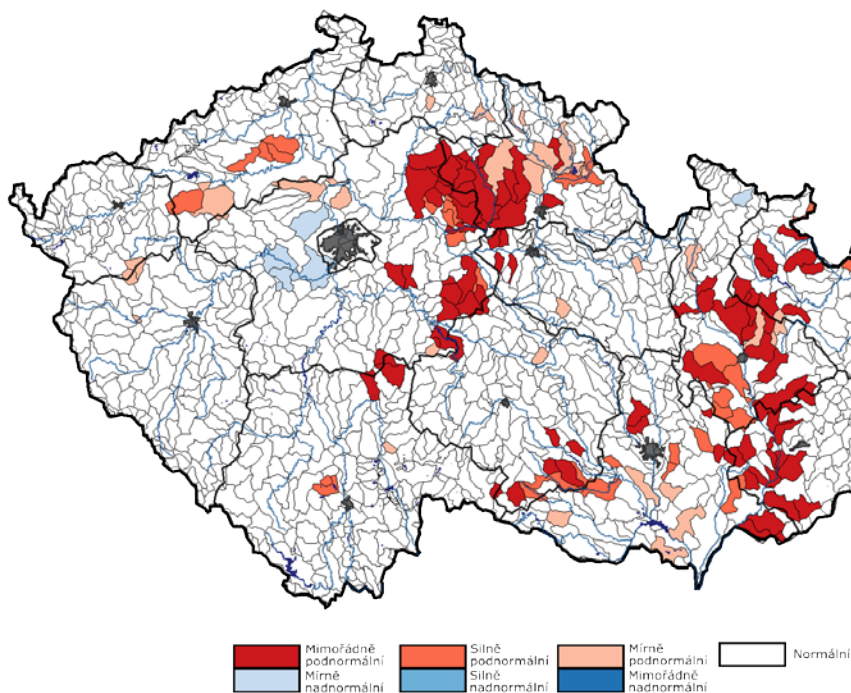 Mimořádně
podnormální
Silně
podnormální
Mírně
podnormální
Normální
Mírně
nadnormální
Silně
nadnormální
Mimořádně
nadnormální